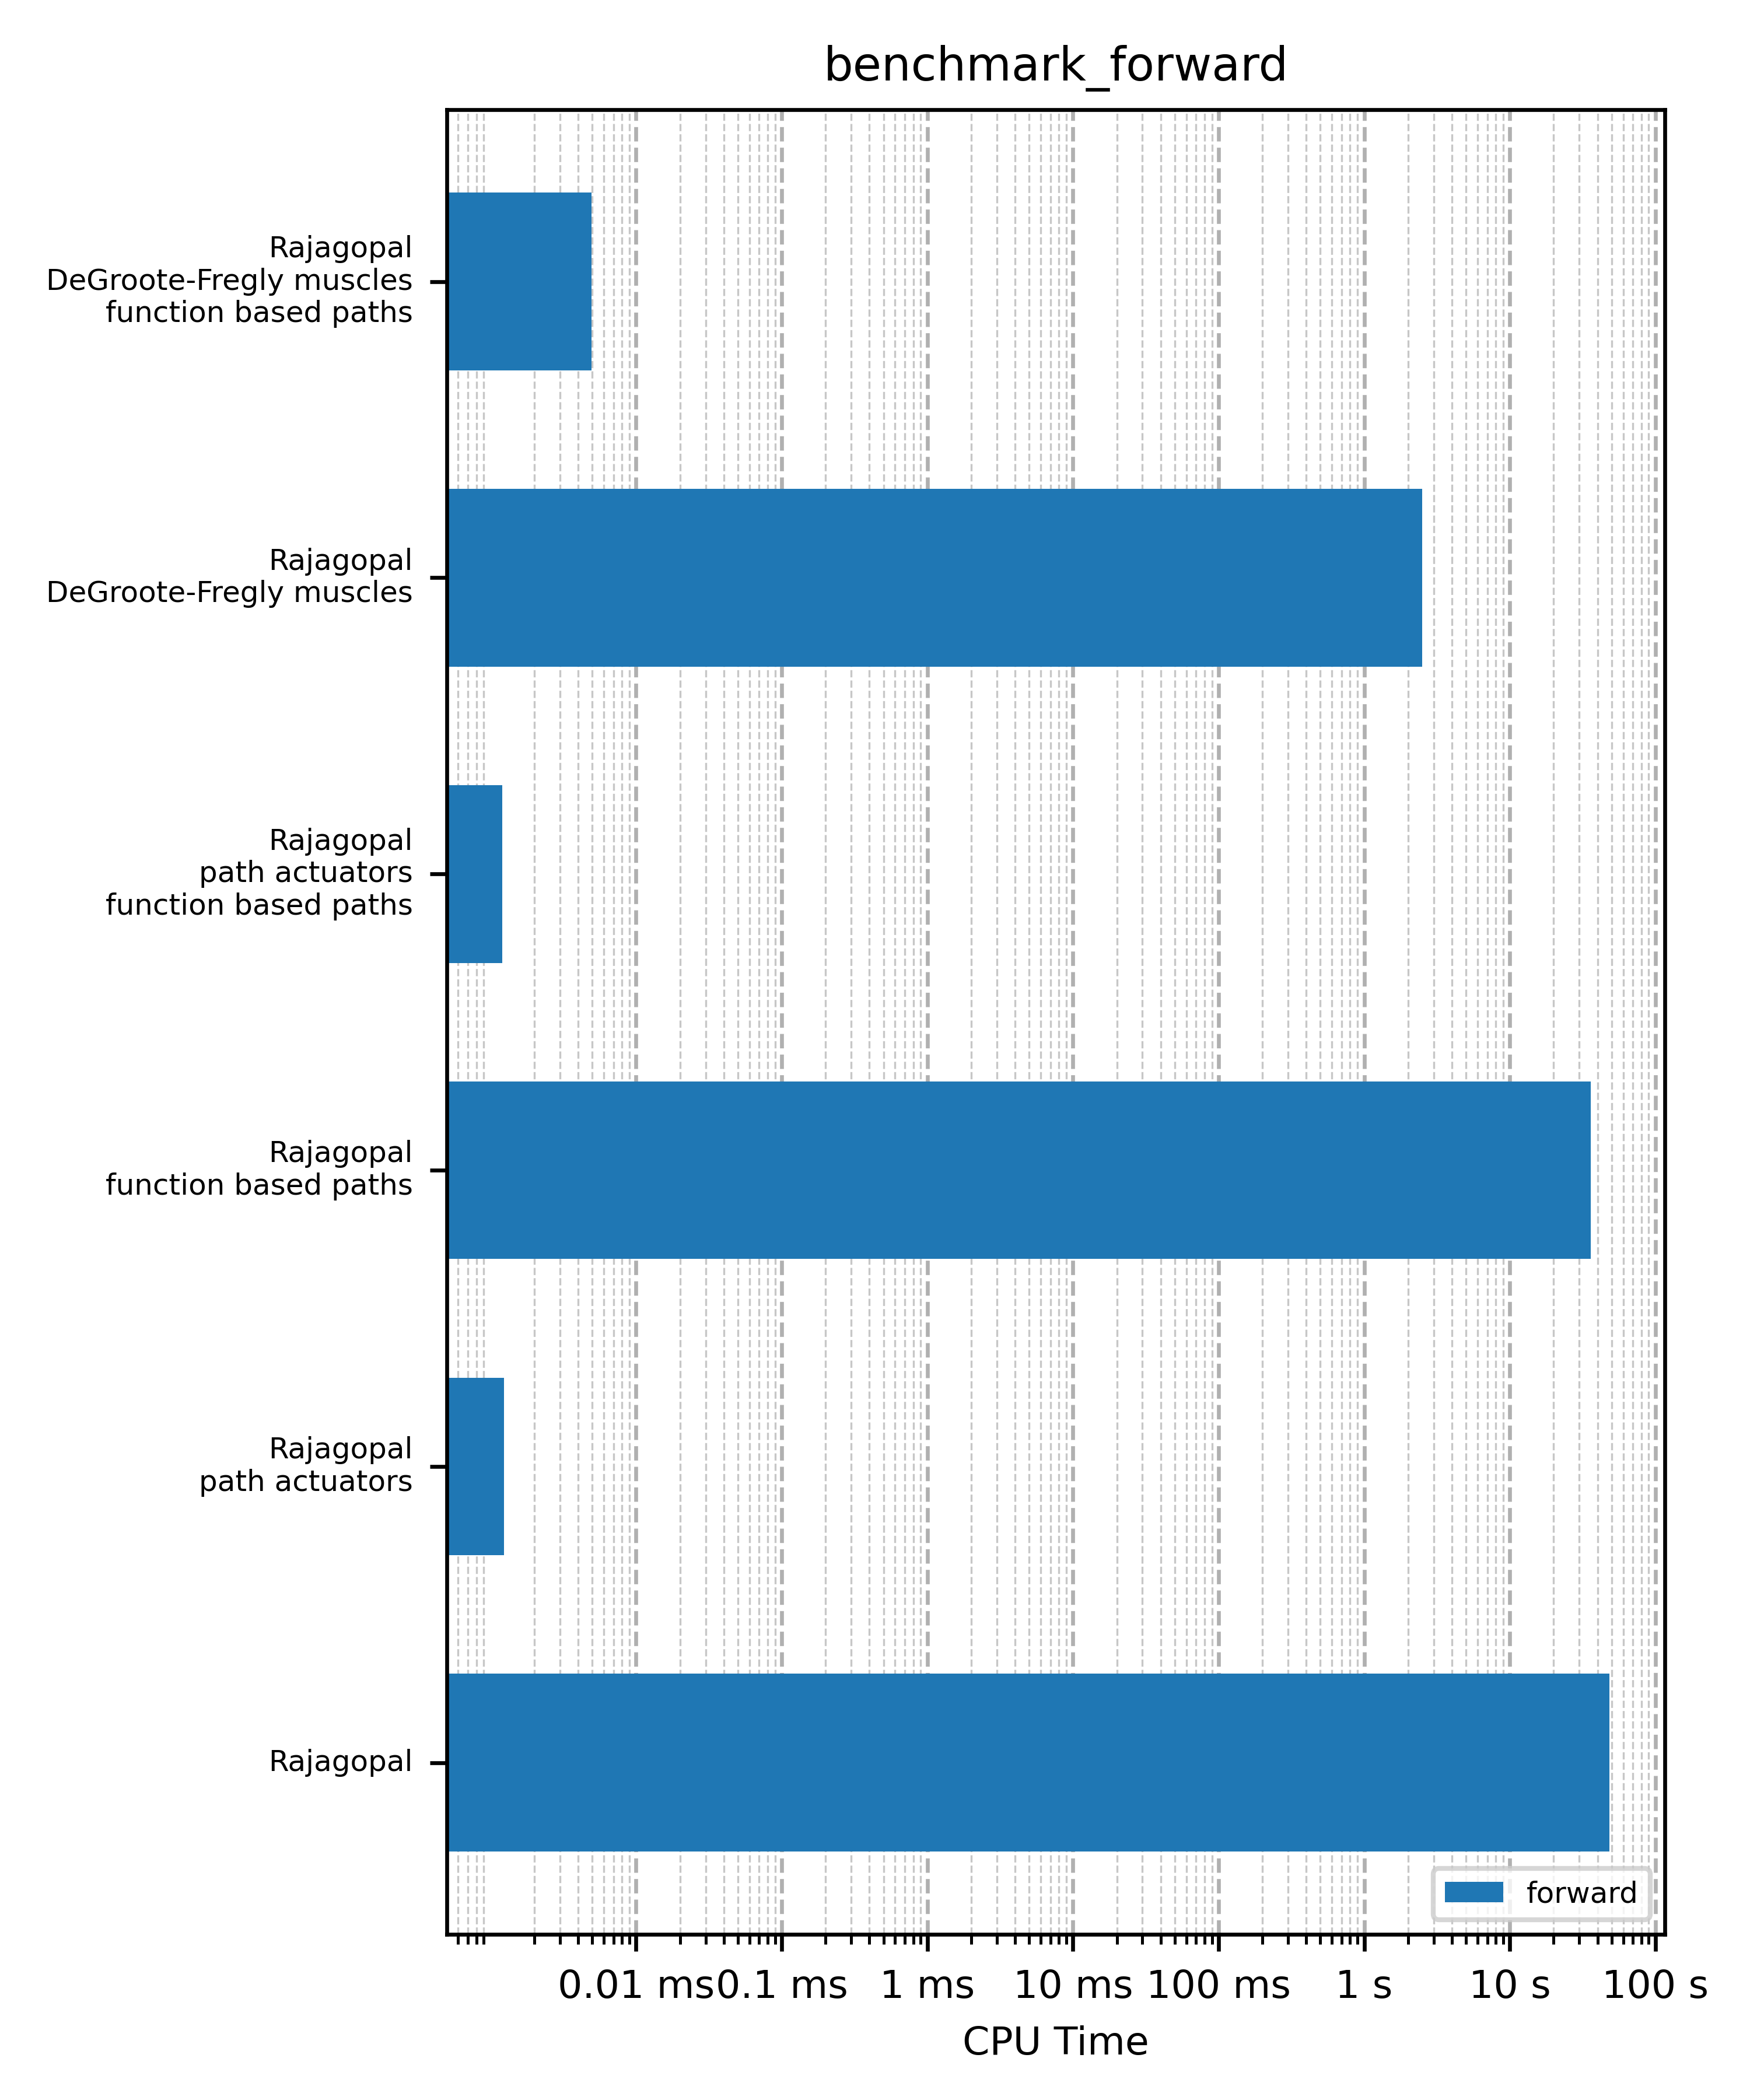 benchmark_forward
Rajagopal
DeGroote-Fregly muscles
function based paths
Rajagopal
DeGroote-Fregly muscles
Rajagopal
path actuators
function based paths
Rajagopal
function based paths
Rajagopal
path actuators
Rajagopal
forward
0.01 ms 0.1 ms 1 ms 10 ms 100 ms 1 s 10 s 100 s
CPU Time